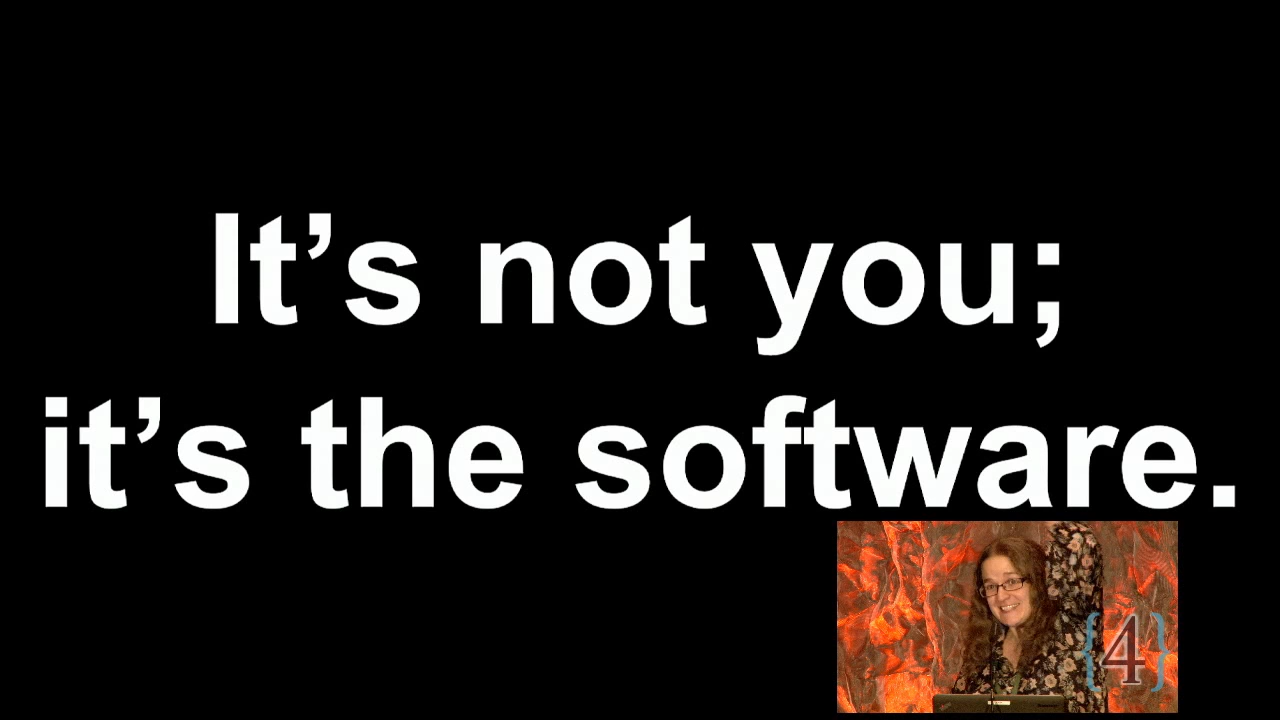 It’s not you;
it’s the software.
{4}